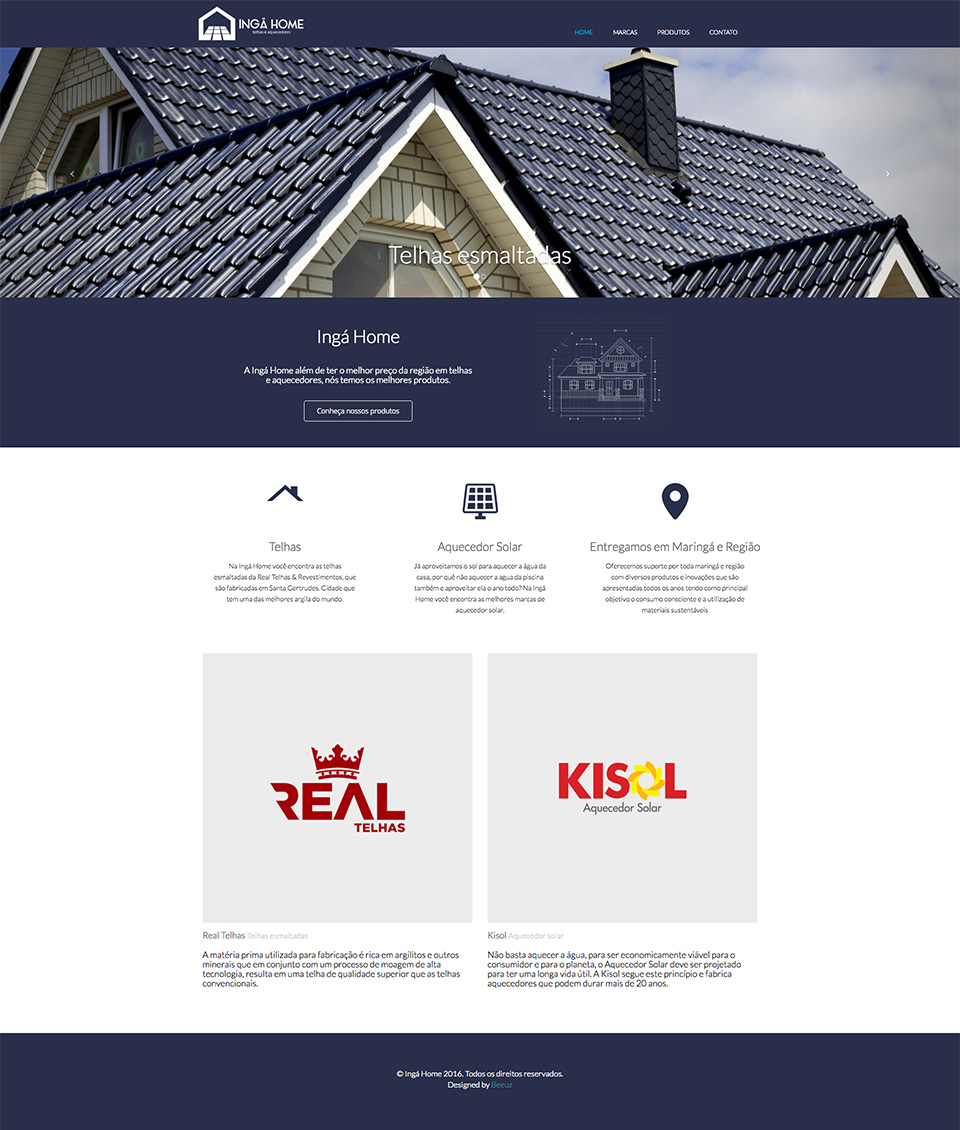 INGÁ HOME
telhas e aquecedores
HOME
MARCAS
PRODUTOS
CONTATO
Telhas esmaltadas
Ingá Home
A Ingá Home além de ter o melhor preço da região em telhas
e aquecedores, nós temos os melhores produtos.
Conheça nossos produtos
Telhas
Na Ingá Home você encontra as telhas
esmaltadas da Real Telhas & Revestimentos, que
são fabricadas em Santa Gertrudes. Cidade que
tem uma das melhores argila do mundo.
Aquecedor Solar
Já aproveitamos o sol para aquecer a água da
casa, por quê não aquecer a agua da piscina
também e aproveitar ela o ano todo? Na Ingá
Home você encontra as melhores marcas de
aquecedor solar.
Entregamos em Maringá e Região
Oferecemos suporte por toda maringá e região
com diversos produtos e inovações que são
apresentadas todos os anos tendo como principal
objetivo o consumo consciente e a utilização de
materiais sustentáveis
REAL
TELHAS
Real Telhas Telhas esmaltadas
A matéria prima utilizada para fabricação é rica em argilitos e outros
minerais que em conjunto com um processo de moagem de alta
tecnologia, resulta em uma telha de qualidade superior que as telhas
convencionais.
KISOL
Aquecedor Solar
Kisol Aquecedor solar
Não basta aquecer a água, para ser economicamente viável para o
consumidor e para o planeta, o Aquecedor Solar deve ser projetado
para ter uma longa vida útil. A Kisol segue este princípio e fabrica
aquecedores que podem durar mais de 20 anos.
© Ingá Home 2016. Todos os direitos reservados.
Designed by Beeuz